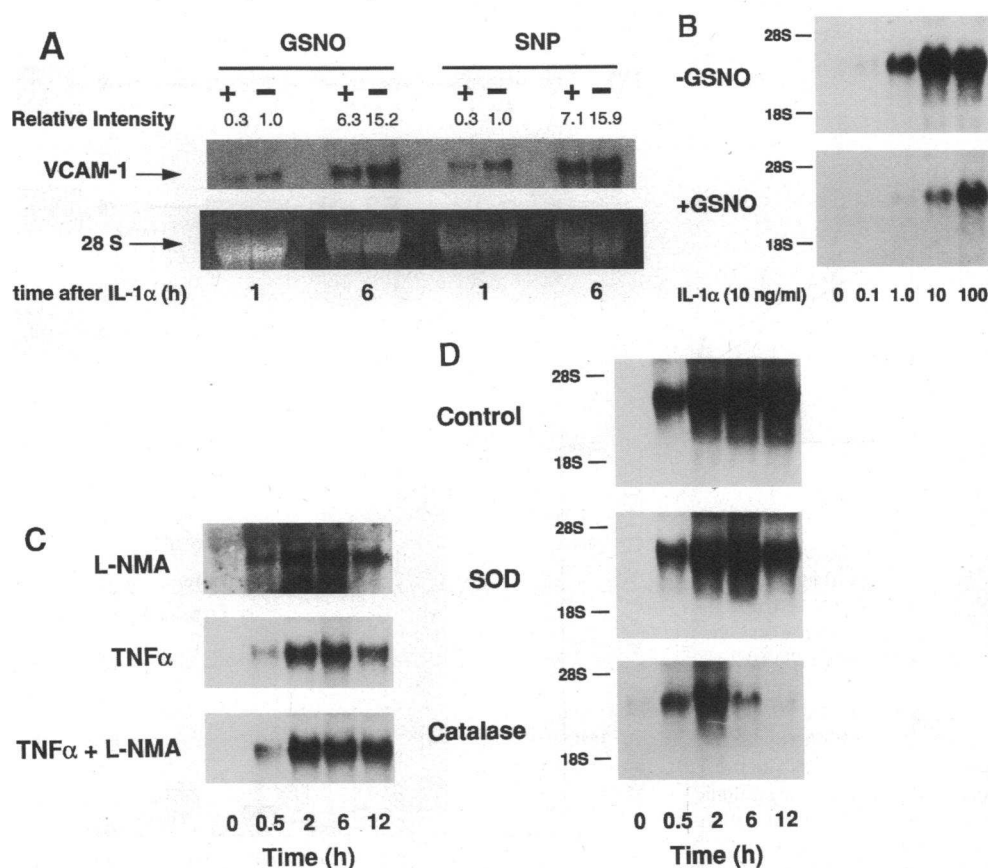 A
GSNO SNP
+ − + − + − + −
Relative Intensity 0.3 1.0 6.3 15.2 0.3 1.0 7.1 15.9
VCAM-1
28 S
time after IL-1α (h) 1 6 1 6
B
28S
-GSNO
18S
28S
+GSNO
18S
IL-1α (10 ng/ml) 0 0.1 1.0 10 100
C
L-NMA
TNFα
TNFα + L-NMA
0 0.5 2 6 12
Time (h)
D
28S
Control
18S
28S
SOD
18S
28S
Catalase
18S
0 0.5 2 6 12
Time (h)